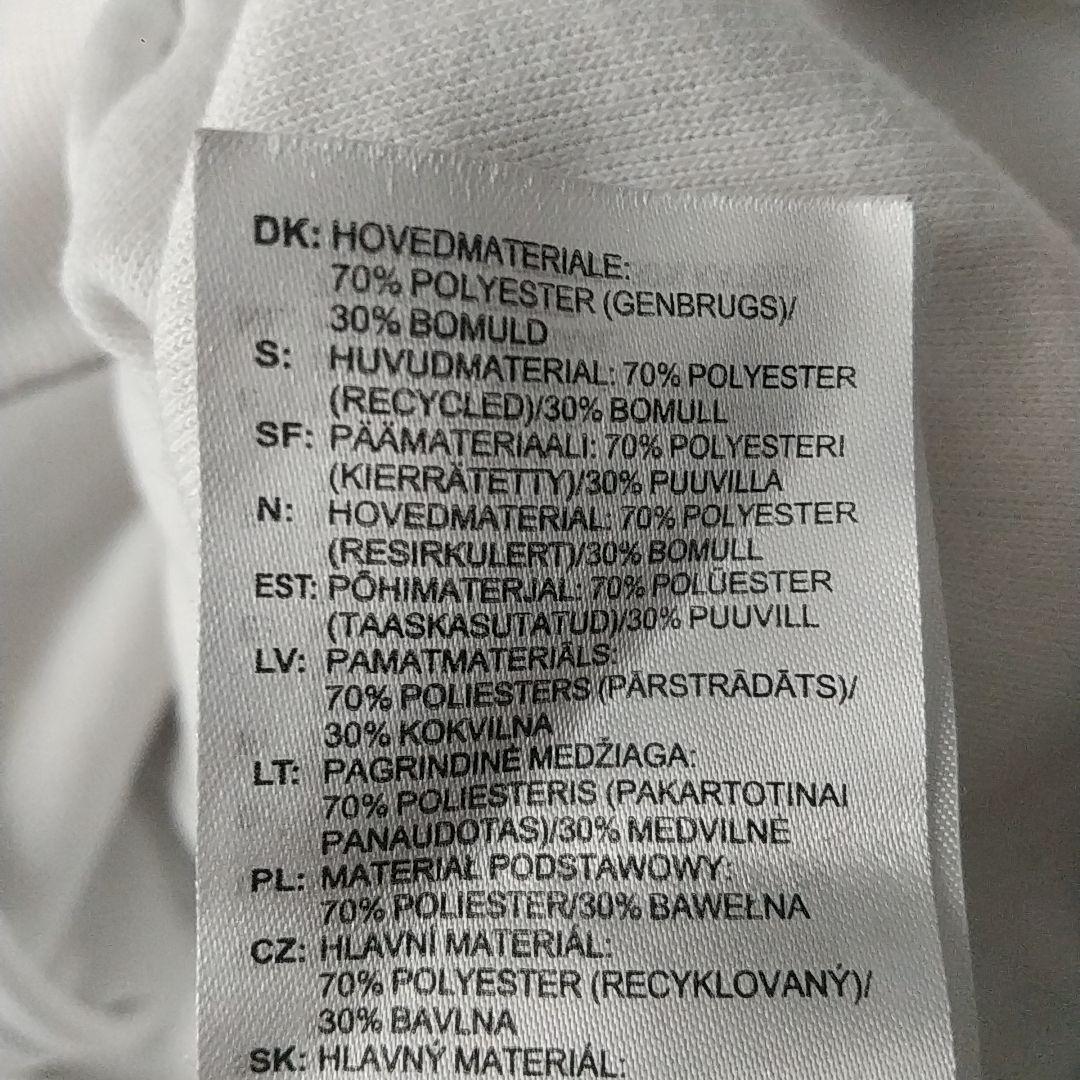 DK: HOVEDMATERIALE:
70% POLYESTER (GENBRUGS)/
30% BOMULD
S: HUVUDMATERIAL: 70% POLYESTER
(RECYCLED)/30% BOMULL
SF: PÄÄMATERIAALI: 70% POLYESTERI
(KIERRÄTETTY)/30% PUUVILLA
N: HOVEDMATERIAL: 70% POLYESTER
(RESIRKULERT)/30% BOMULL
EST: PÕHIMATERJAL: 70% POLÜESTER
(TAASKASUTATUD)/30% PUUVILL
LV: PAMATMATERIĀLS:
70% POLIESTERS (PĀRSTRĀDĀTS)/
30% KOKVILNA
LT: PAGRINDINĖ MEDŽIAGA:
70% POLIESTERIS (PAKARTOTINAI
PANAUDOTAS)/30% MEDVILNĖ
PL: MATERIAŁ PODSTAWOWY:
70% POLIESTER/30% BAWEŁNA
CZ: HLAVNÍ MATERIÁL:
70% POLYESTER (RECYKLOVANÝ)/
30% BAVLNA
SK: HLAVNÝ MATERIÁL: